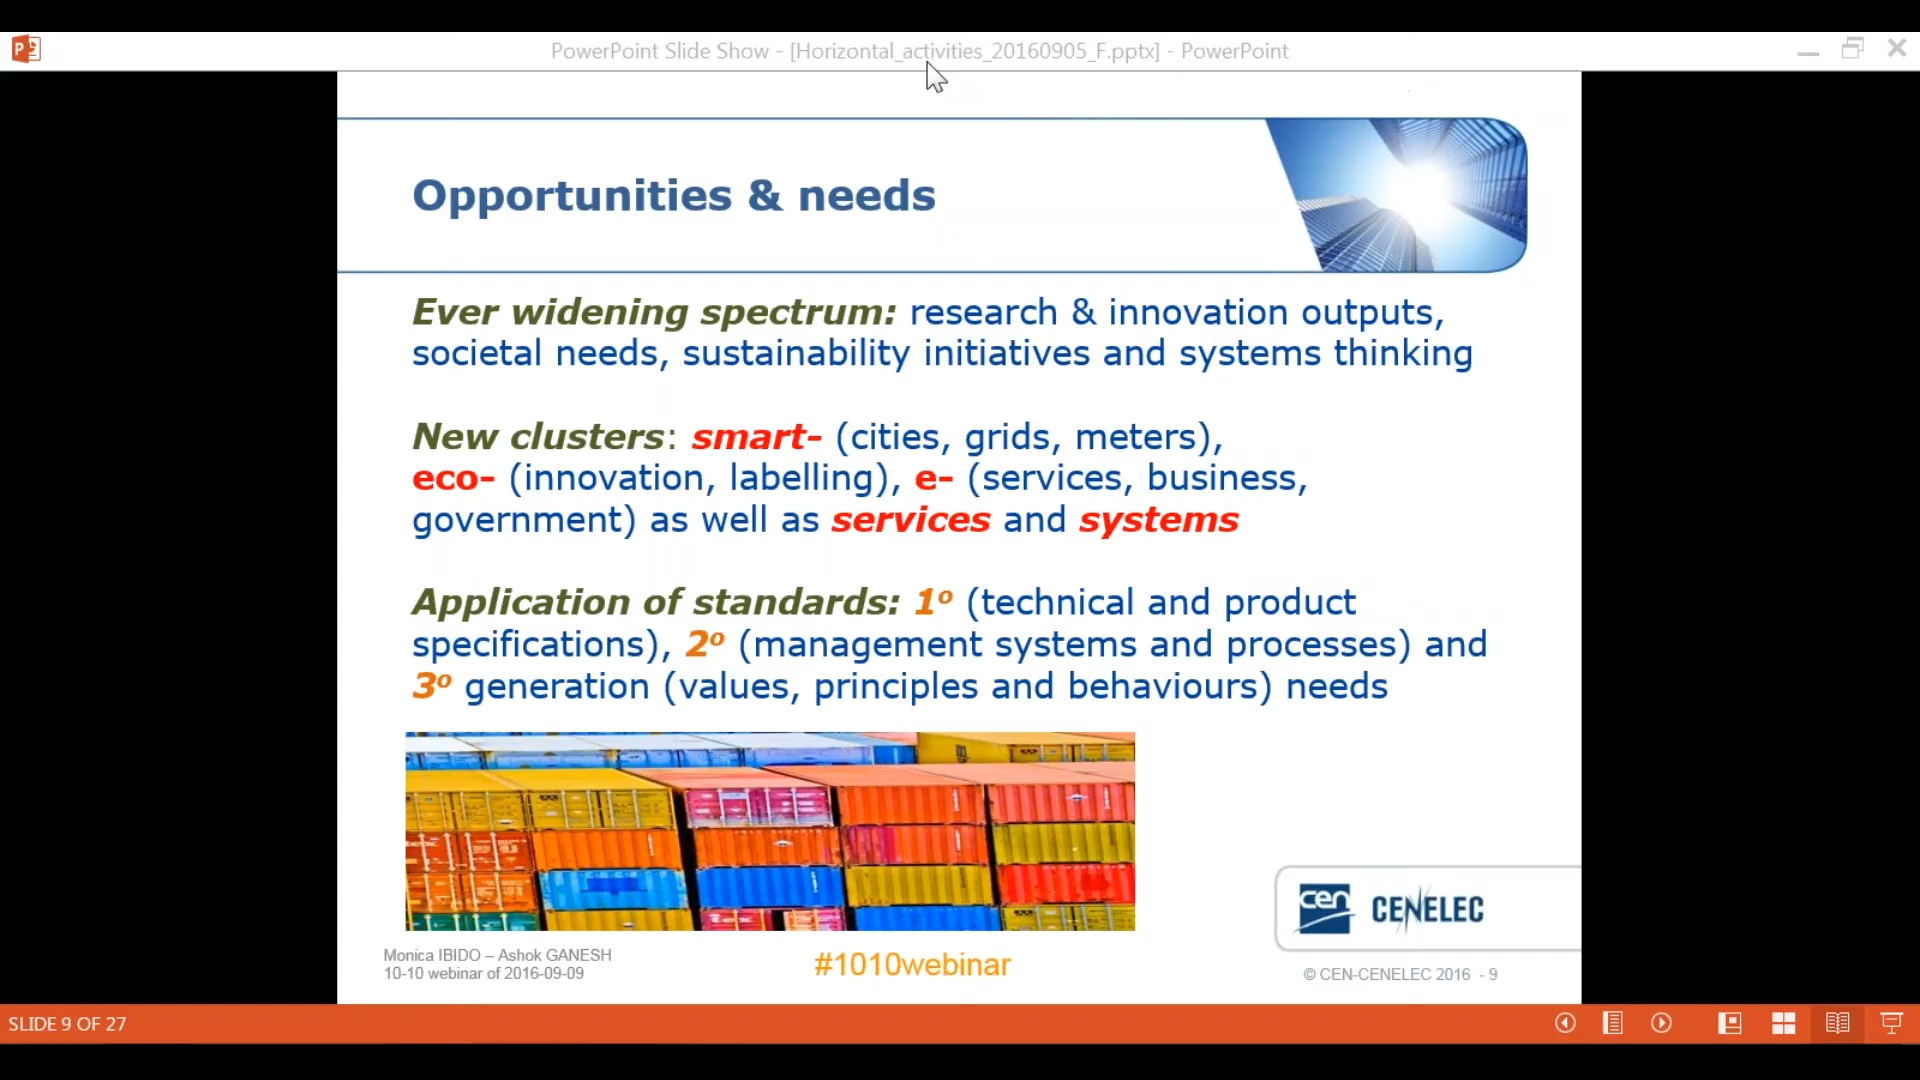 PowerPoint Slide Show - [Horizontal_activities_20160905_F.pptx] - PowerPoint
Opportunities & needs
Ever widening spectrum: research & innovation outputs,
societal needs, sustainability initiatives and systems thinking
New clusters: smart- (cities, grids, meters),
eco- (innovation, labelling), e- (services, business,
government) as well as services and systems
Application of standards: 1º (technical and product
specifications), 2º (management systems and processes) and
3º generation (values, principles and behaviours) needs
cen CENELEC
Monica IBIDO – Ashok GANESH
10-10 webinar of 2016-09-09
#1010webinar
© CEN-CENELEC 2016 - 9
SLIDE 9 OF 27